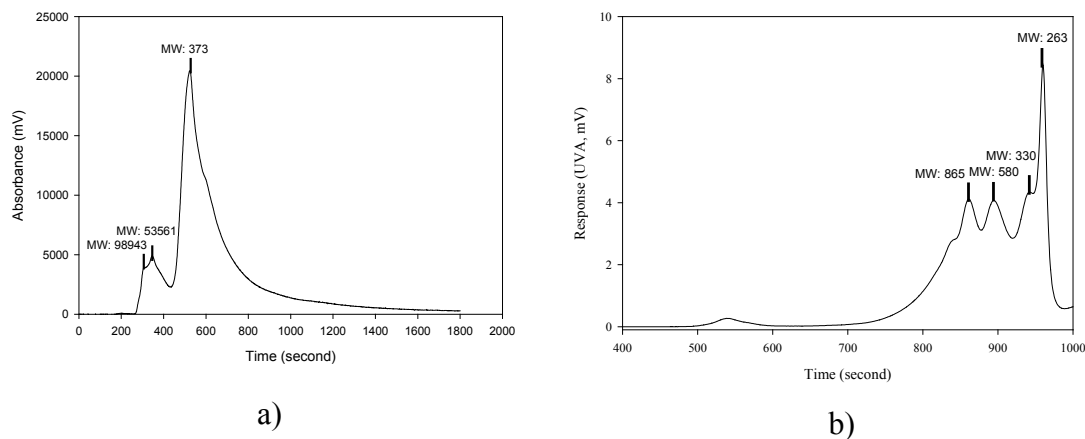 25000
20000
15000
10000
5000
0
Absorbance (mV)
MW: 373
MW: 53561
MW: 98943
0 200 400 600 800 1000 1200 1400 1600 1800 2000
Time (second)
a)
10
8
6
4
2
0
Response (UVA, mV)
MW: 263
MW: 330
MW: 865
MW: 580
400 500 600 700 800 900 1000
Time (second)
b)